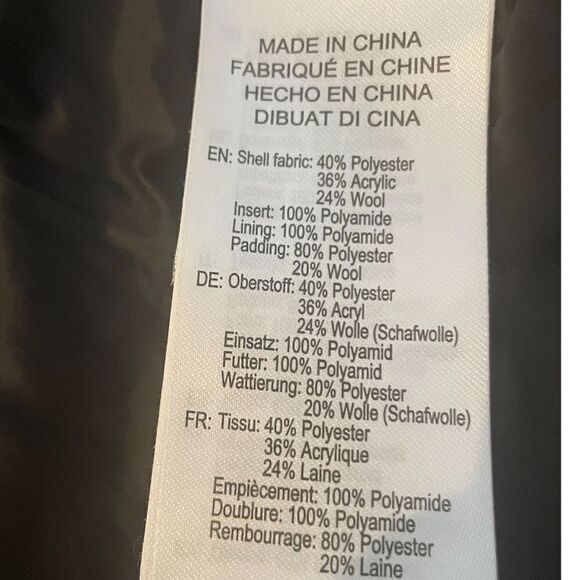 MADE IN CHINA
FABRIQUÉ EN CHINE
HECHO EN CHINA
DIBUAT DI CINA
EN: Shell fabric: 40% Polyester
36% Acrylic
24% Wool
Insert: 100% Polyamide
Lining: 100% Polyamide
Padding: 80% Polyester
20% Wool
DE: Oberstoff: 40% Polyester
36% Acryl
24% Wolle (Schafwolle)
Einsatz: 100% Polyamid
Futter: 100% Polyamid
Wattierung: 80% Polyester
20% Wolle (Schafwolle)
FR: Tissu: 40% Polyester
36% Acrylique
24% Laine
Empiècement: 100% Polyamide
Doublure: 100% Polyamide
Rembourrage: 80% Polyester
20% Laine